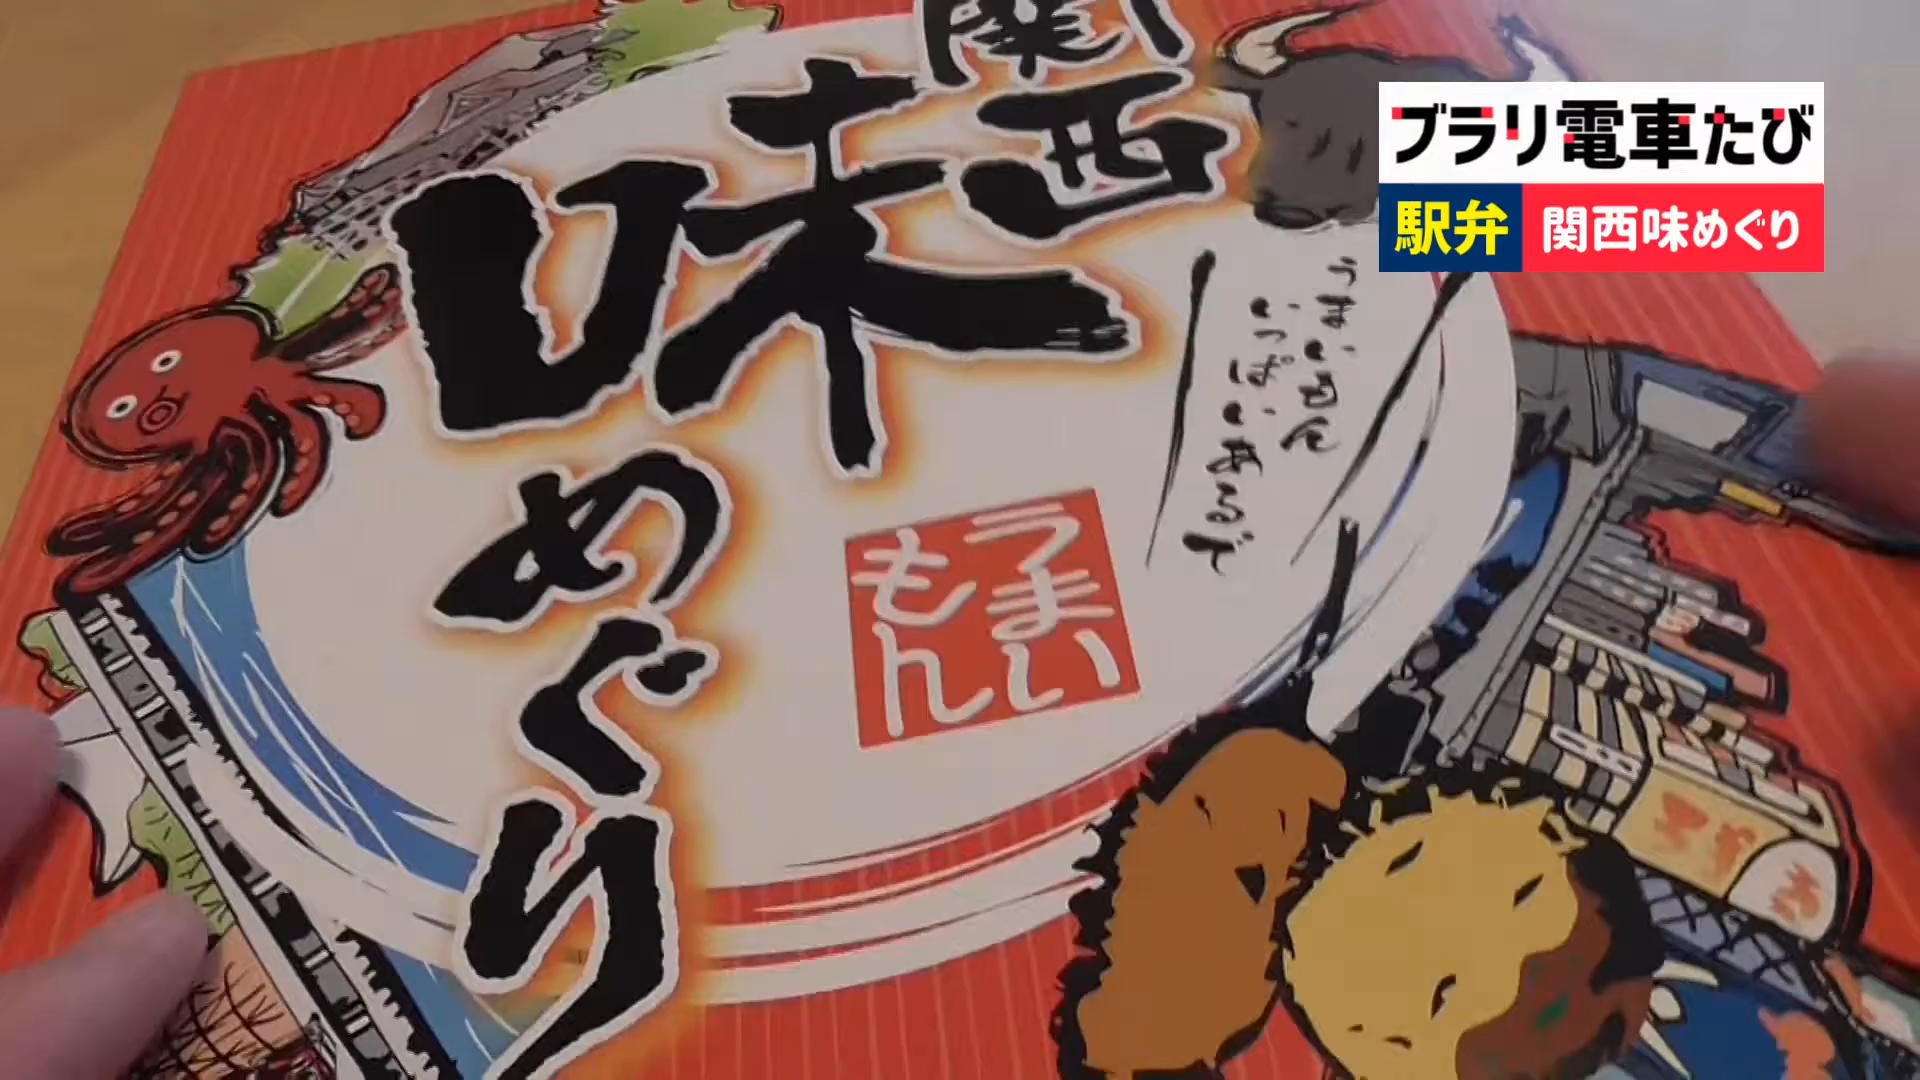 ブラリ電車たび
駅弁 関西味めぐり
関西
味めぐり
うまいもん
いっぱいあるで
うまい
もん